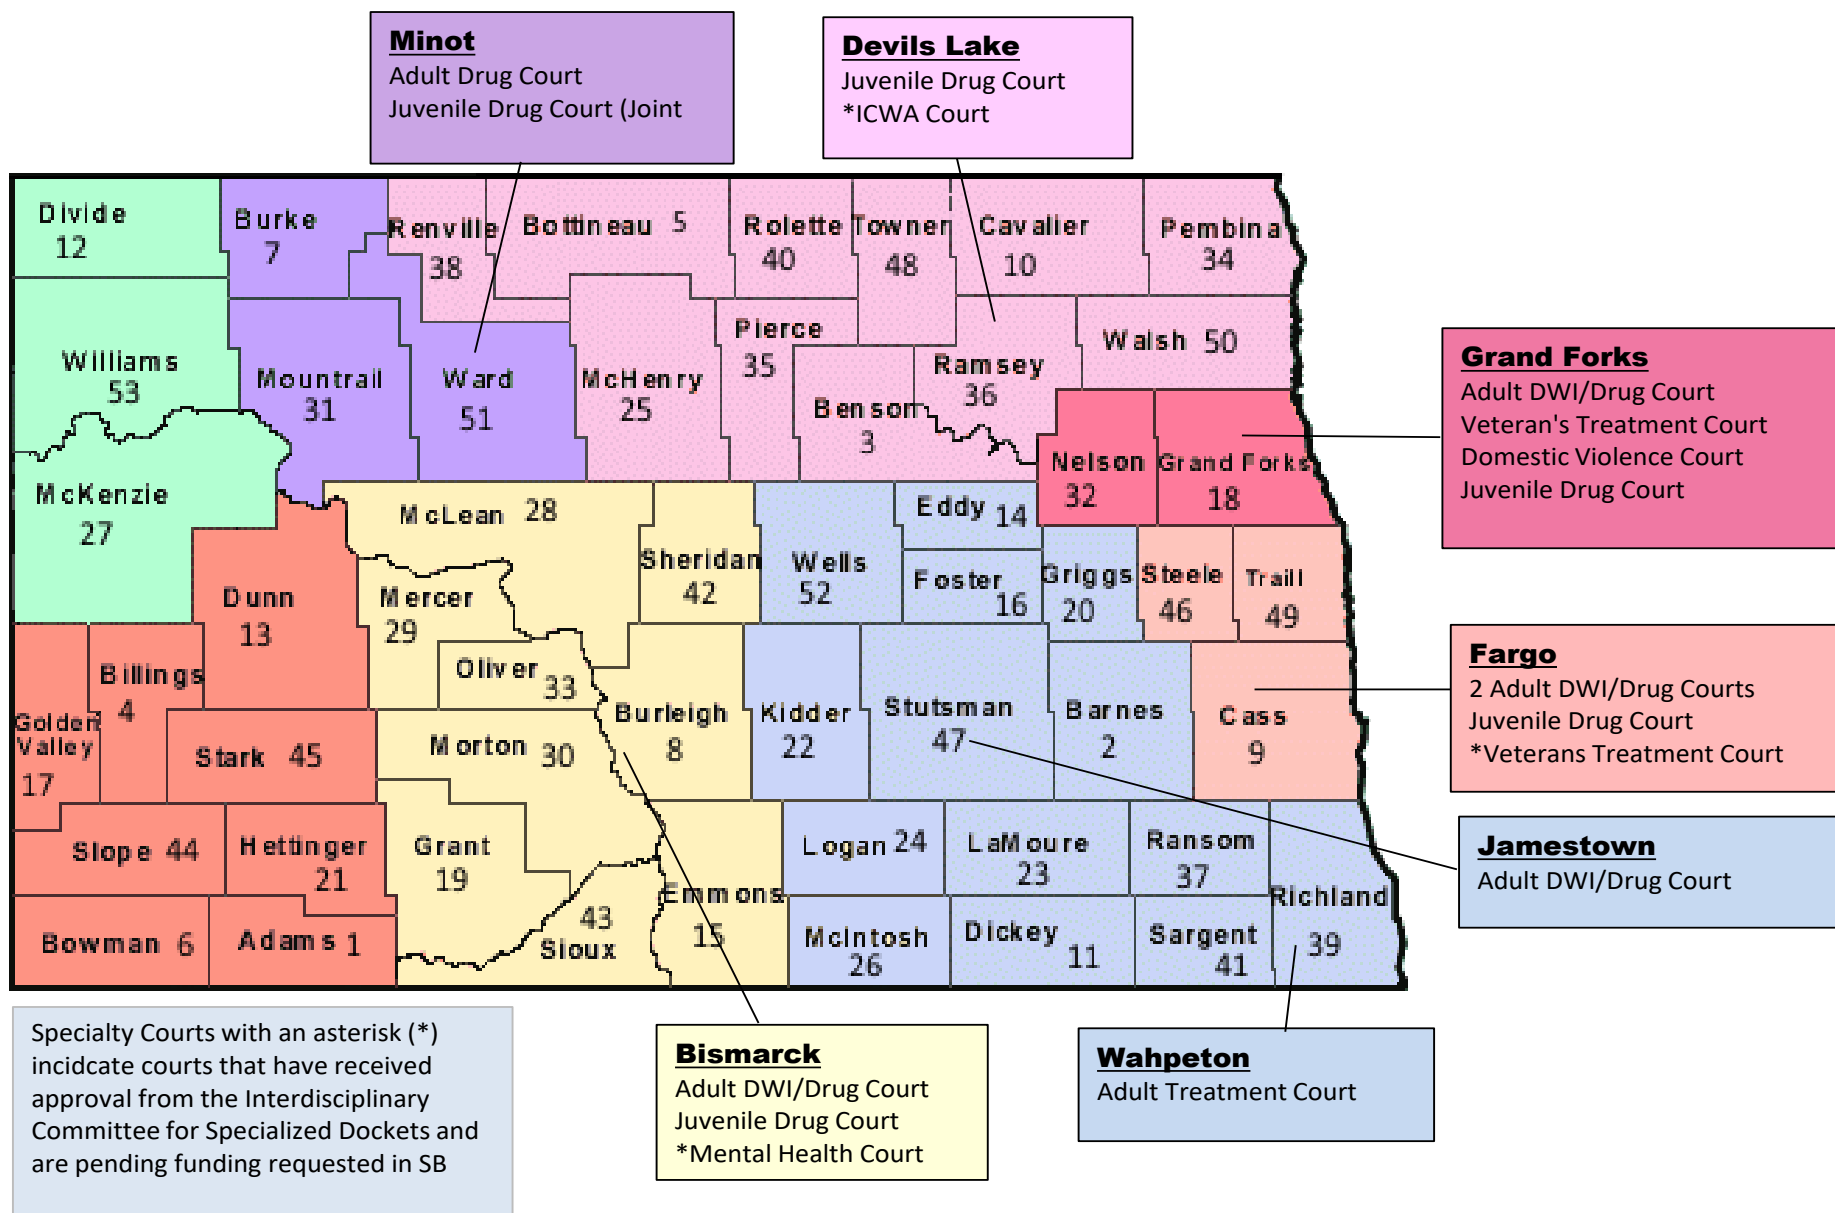 Minot
Adult Drug Court
Juvenile Drug Court (Joint
Devils Lake
Juvenile Drug Court
*ICWA Court
Divide
12
Burke
7
Renville
38
Bottineau 5
Rolette
40
Towner
48
Cavalier
10
Pembina
34
Williams
53
Mountrail
31
Ward
51
McHenry
25
Pierce
35
Benson
3
Ramsey
36
Walsh 50
Nelson
32
Grand Forks
18
McKenzie
27
Grand Forks
Adult DWI/Drug Court
Veteran's Treatment Court
Domestic Violence Court
Juvenile Drug Court
Dunn
13
McLean 28
Mercer
29
Sheridan
42
Wells
52
Eddy 14
Foster
16
Griggs
20
Steele
46
Traill
49
Golden
Valley
17
Billings
4
Stark 45
Oliver
33
Morton 30
Burleigh
8
Kidder
22
Stutsman
47
Barnes
2
Cass
9
Fargo
2 Adult DWI/Drug Courts
Juvenile Drug Court
*Veterans Treatment Court
Slope 44
Hettinger
21
Grant
19
Bowman 6
Adams 1
43
Sioux
Emmons
15
Logan 24
LaMoure
23
Ransom
37
Richland
39
McIntosh
26
Dickey
11
Sargent
41
Jamestown
Adult DWI/Drug Court
Specialty Courts with an asterisk (*)
incidcate courts that have received
approval from the Interdisciplinary
Committee for Specialized Dockets and
are pending funding requested in SB
Bismarck
Adult DWI/Drug Court
Juvenile Drug Court
*Mental Health Court
Wahpeton
Adult Treatment Court